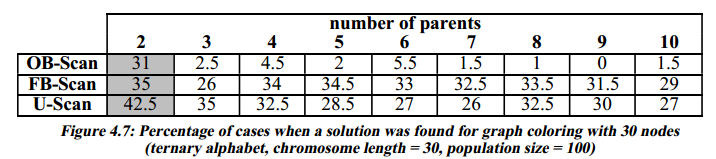 number of parents
2 3 4 5 6 7 8 9 10
OB-Scan 31 2.5 4.5 2 5.5 1.5 1 0 1.5
FB-Scan 35 26 34 34.5 33 32.5 33.5 31.5 29
U-Scan 42.5 35 32.5 28.5 27 26 32.5 30 27
Figure 4.7: Percentage of cases when a solution was found for graph coloring with 30 nodes
(ternary alphabet, chromosome length = 30, population size = 100)